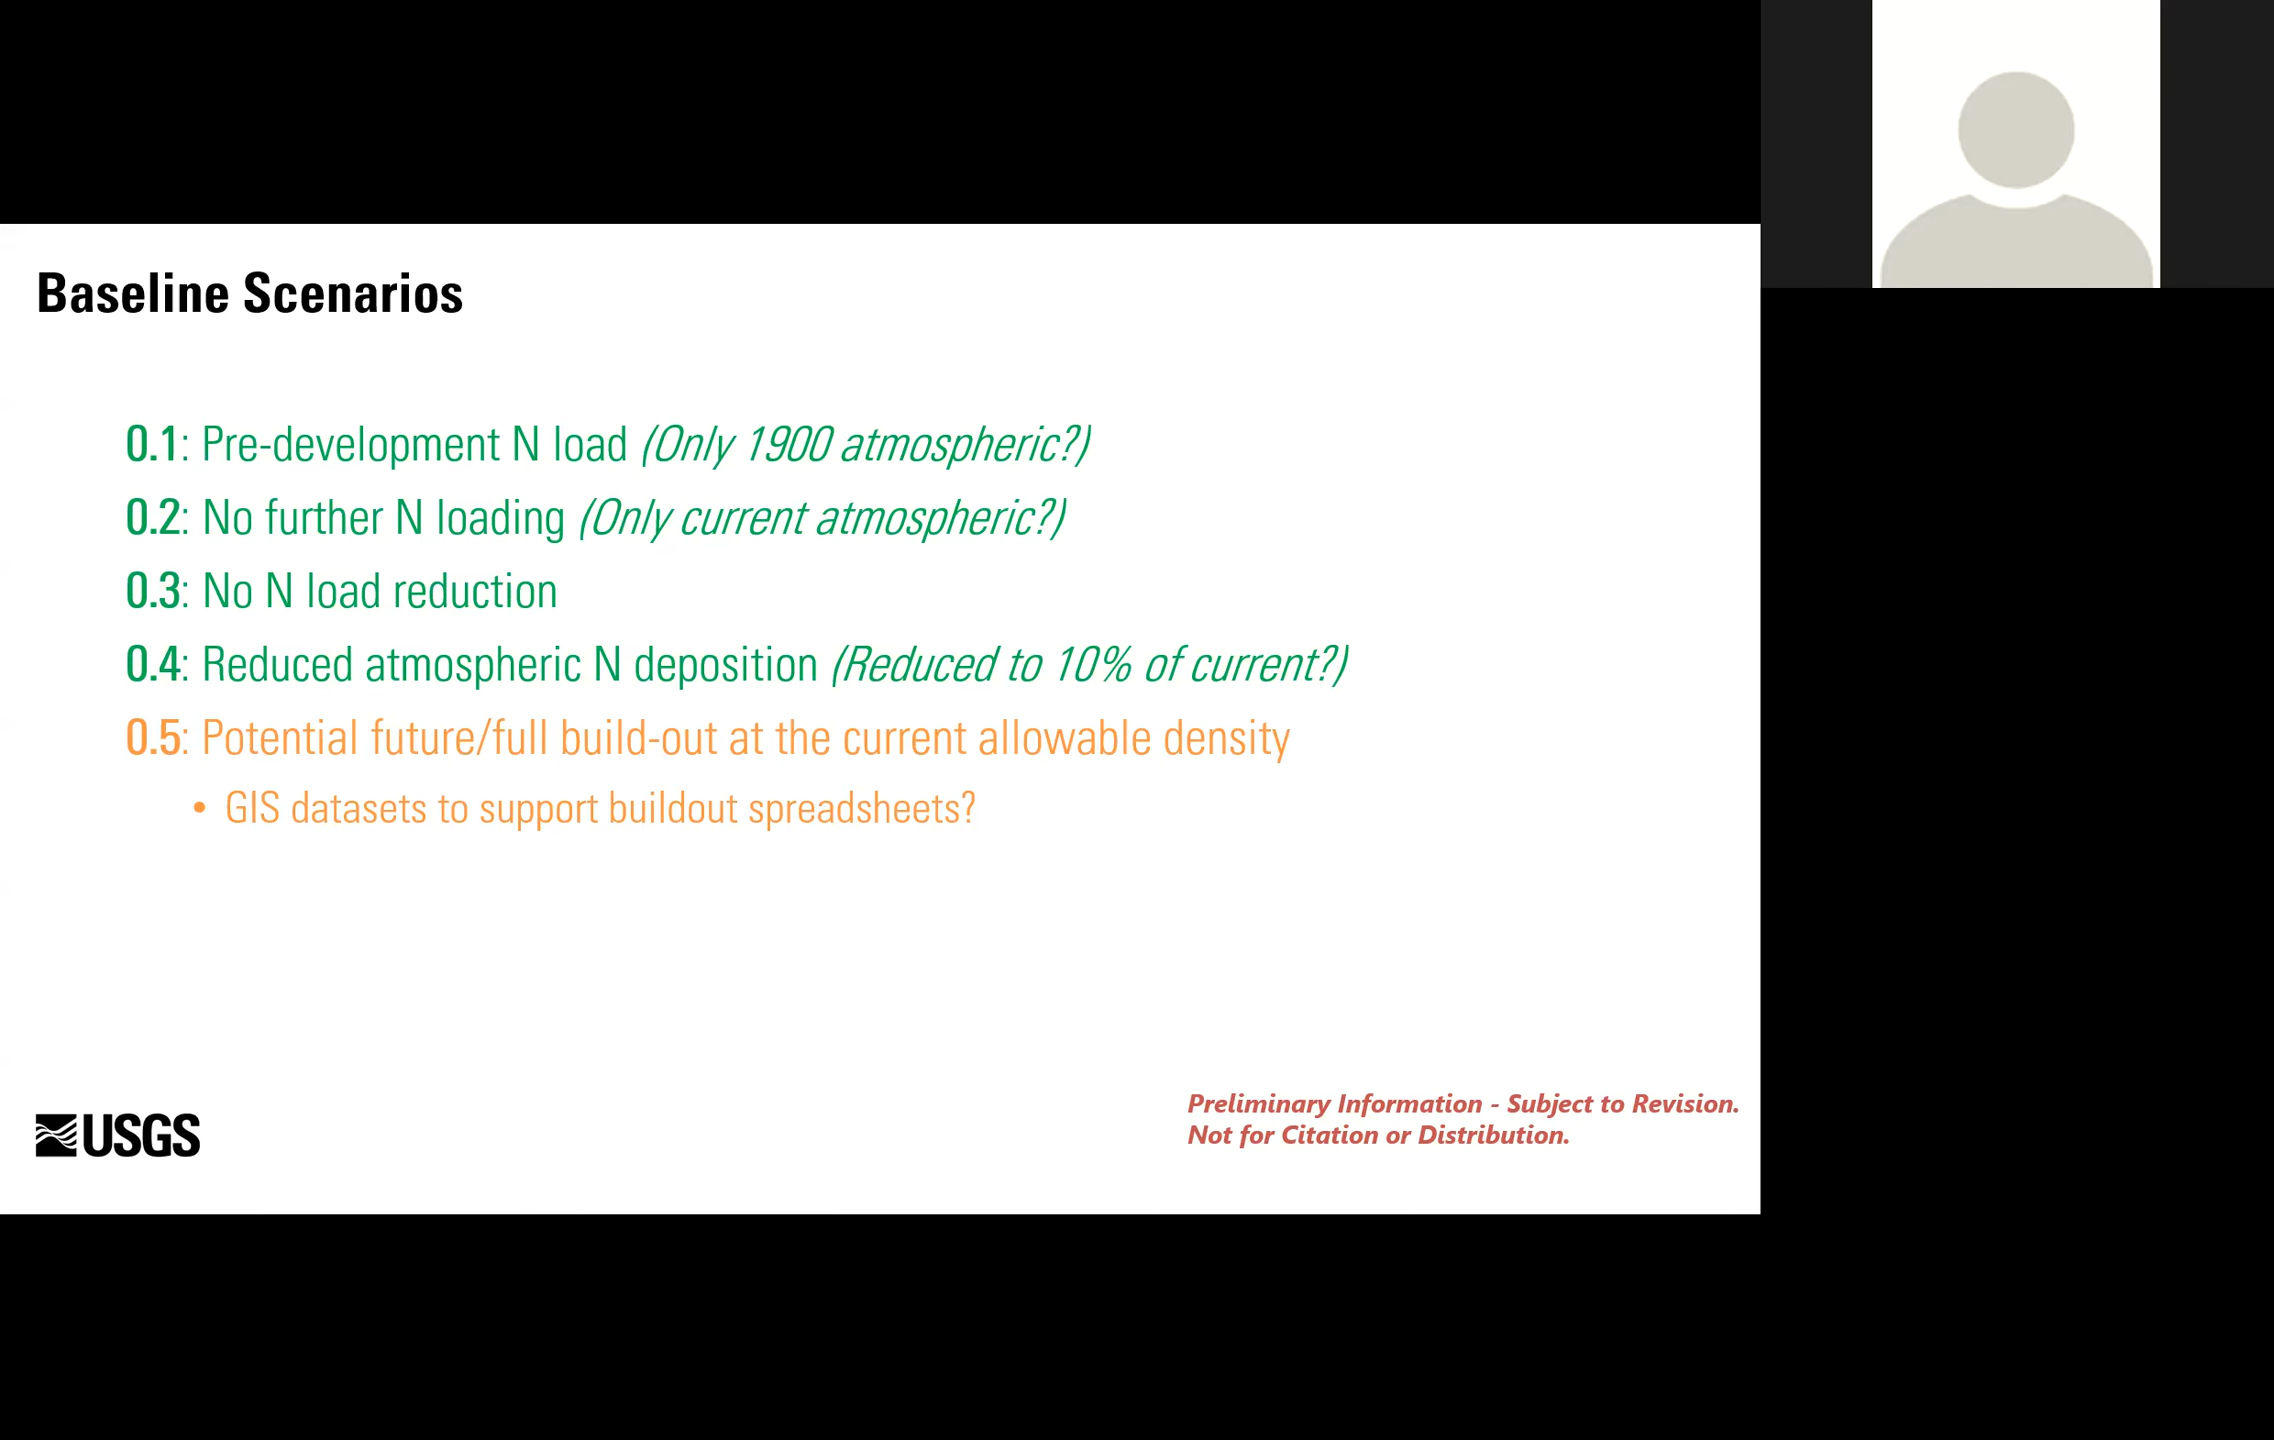 Baseline Scenarios
0.1: Pre-development N load (Only 1900 atmospheric?)
0.2: No further N loading (Only current atmospheric?)
0.3: No N load reduction
0.4: Reduced atmospheric N deposition (Reduced to 10% of current?)
0.5: Potential future/full build-out at the current allowable density
• GIS datasets to support buildout spreadsheets?
Preliminary Information - Subject to Revision.
Not for Citation or Distribution.
USGS